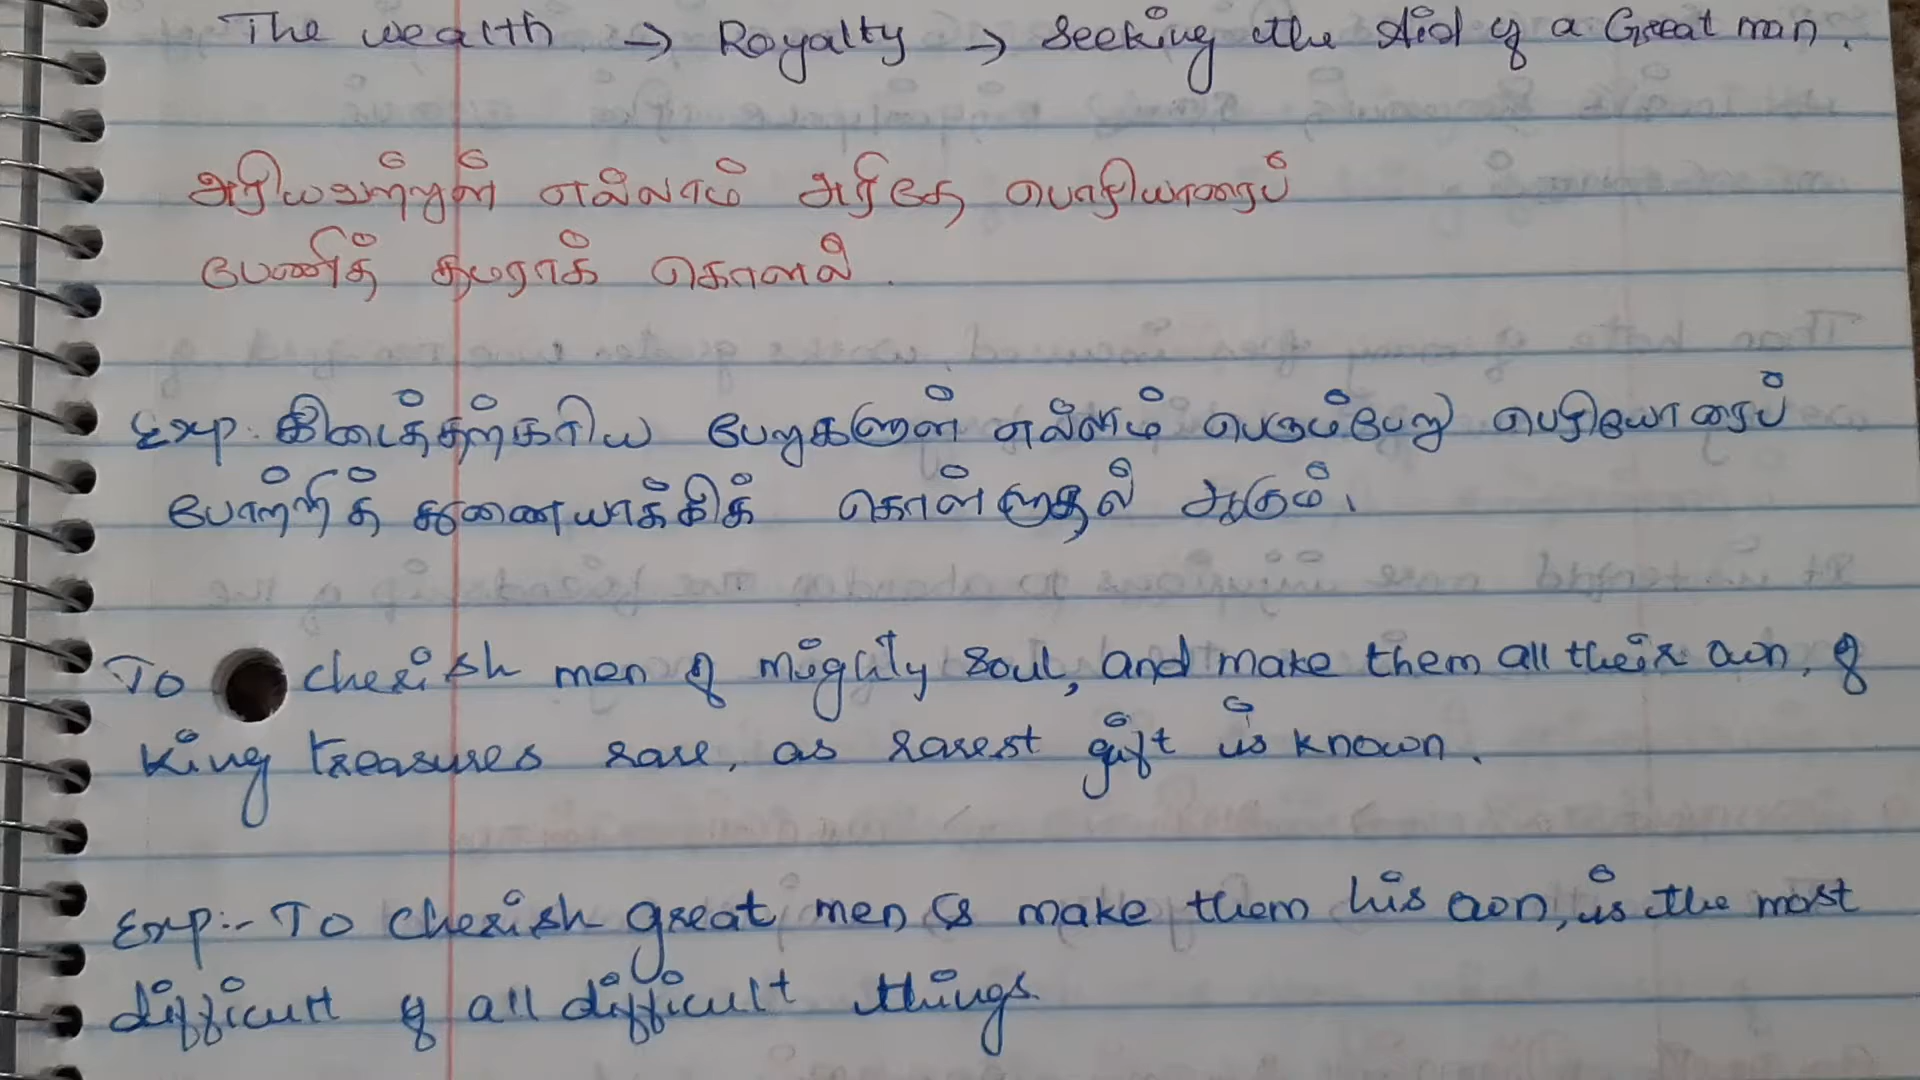 The wealth → Royalty → Seeking the Aid of a Great man.
அரியவற்றுள் எல்லாம் அரிதே பொரியாரைப்
பேணித் தமராக் கொளல்.
Exp: கிடைத்தற்கரிய பேறுகளுள் எல்லாம் பெரும்பேறு பெரியோரைப்
போற்றித் துணையாக்கிக் கொள்ளுதல் ஆகும்.
To cherish men of mighty soul, and make them all their own, of
King treasures rare, as rarest gift is known.
Exp:- To cherish great men & make them his own, is the most
difficult of all difficult things.